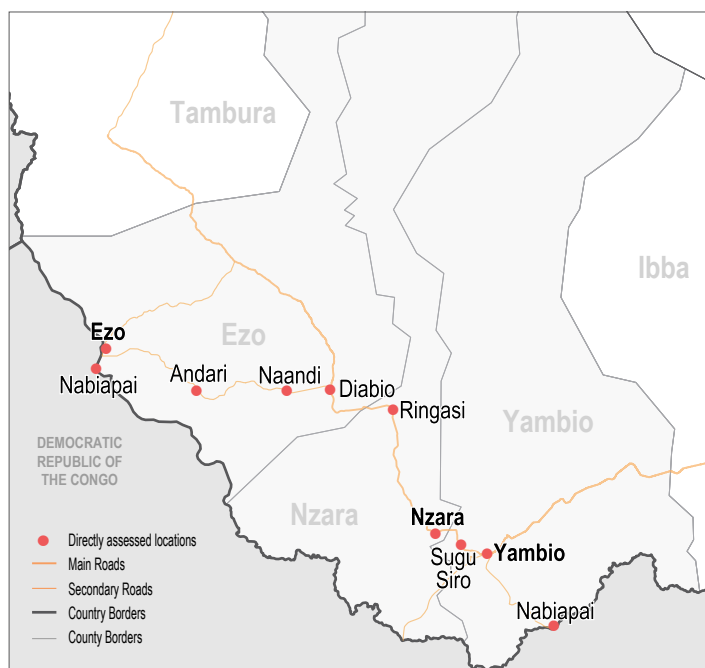 Tambura
Ibba
Ezo
Ezo
Nabiapai
Andari
Naandi
Diabio
Ringasi
Yambio
DEMOCRATIC
REPUBLIC OF
THE CONGO
Nzara
Nzara
Sugu
Siro
Yambio
Nabiapai
Directly assessed locations
Main Roads
Secondary Roads
Country Borders
County Borders